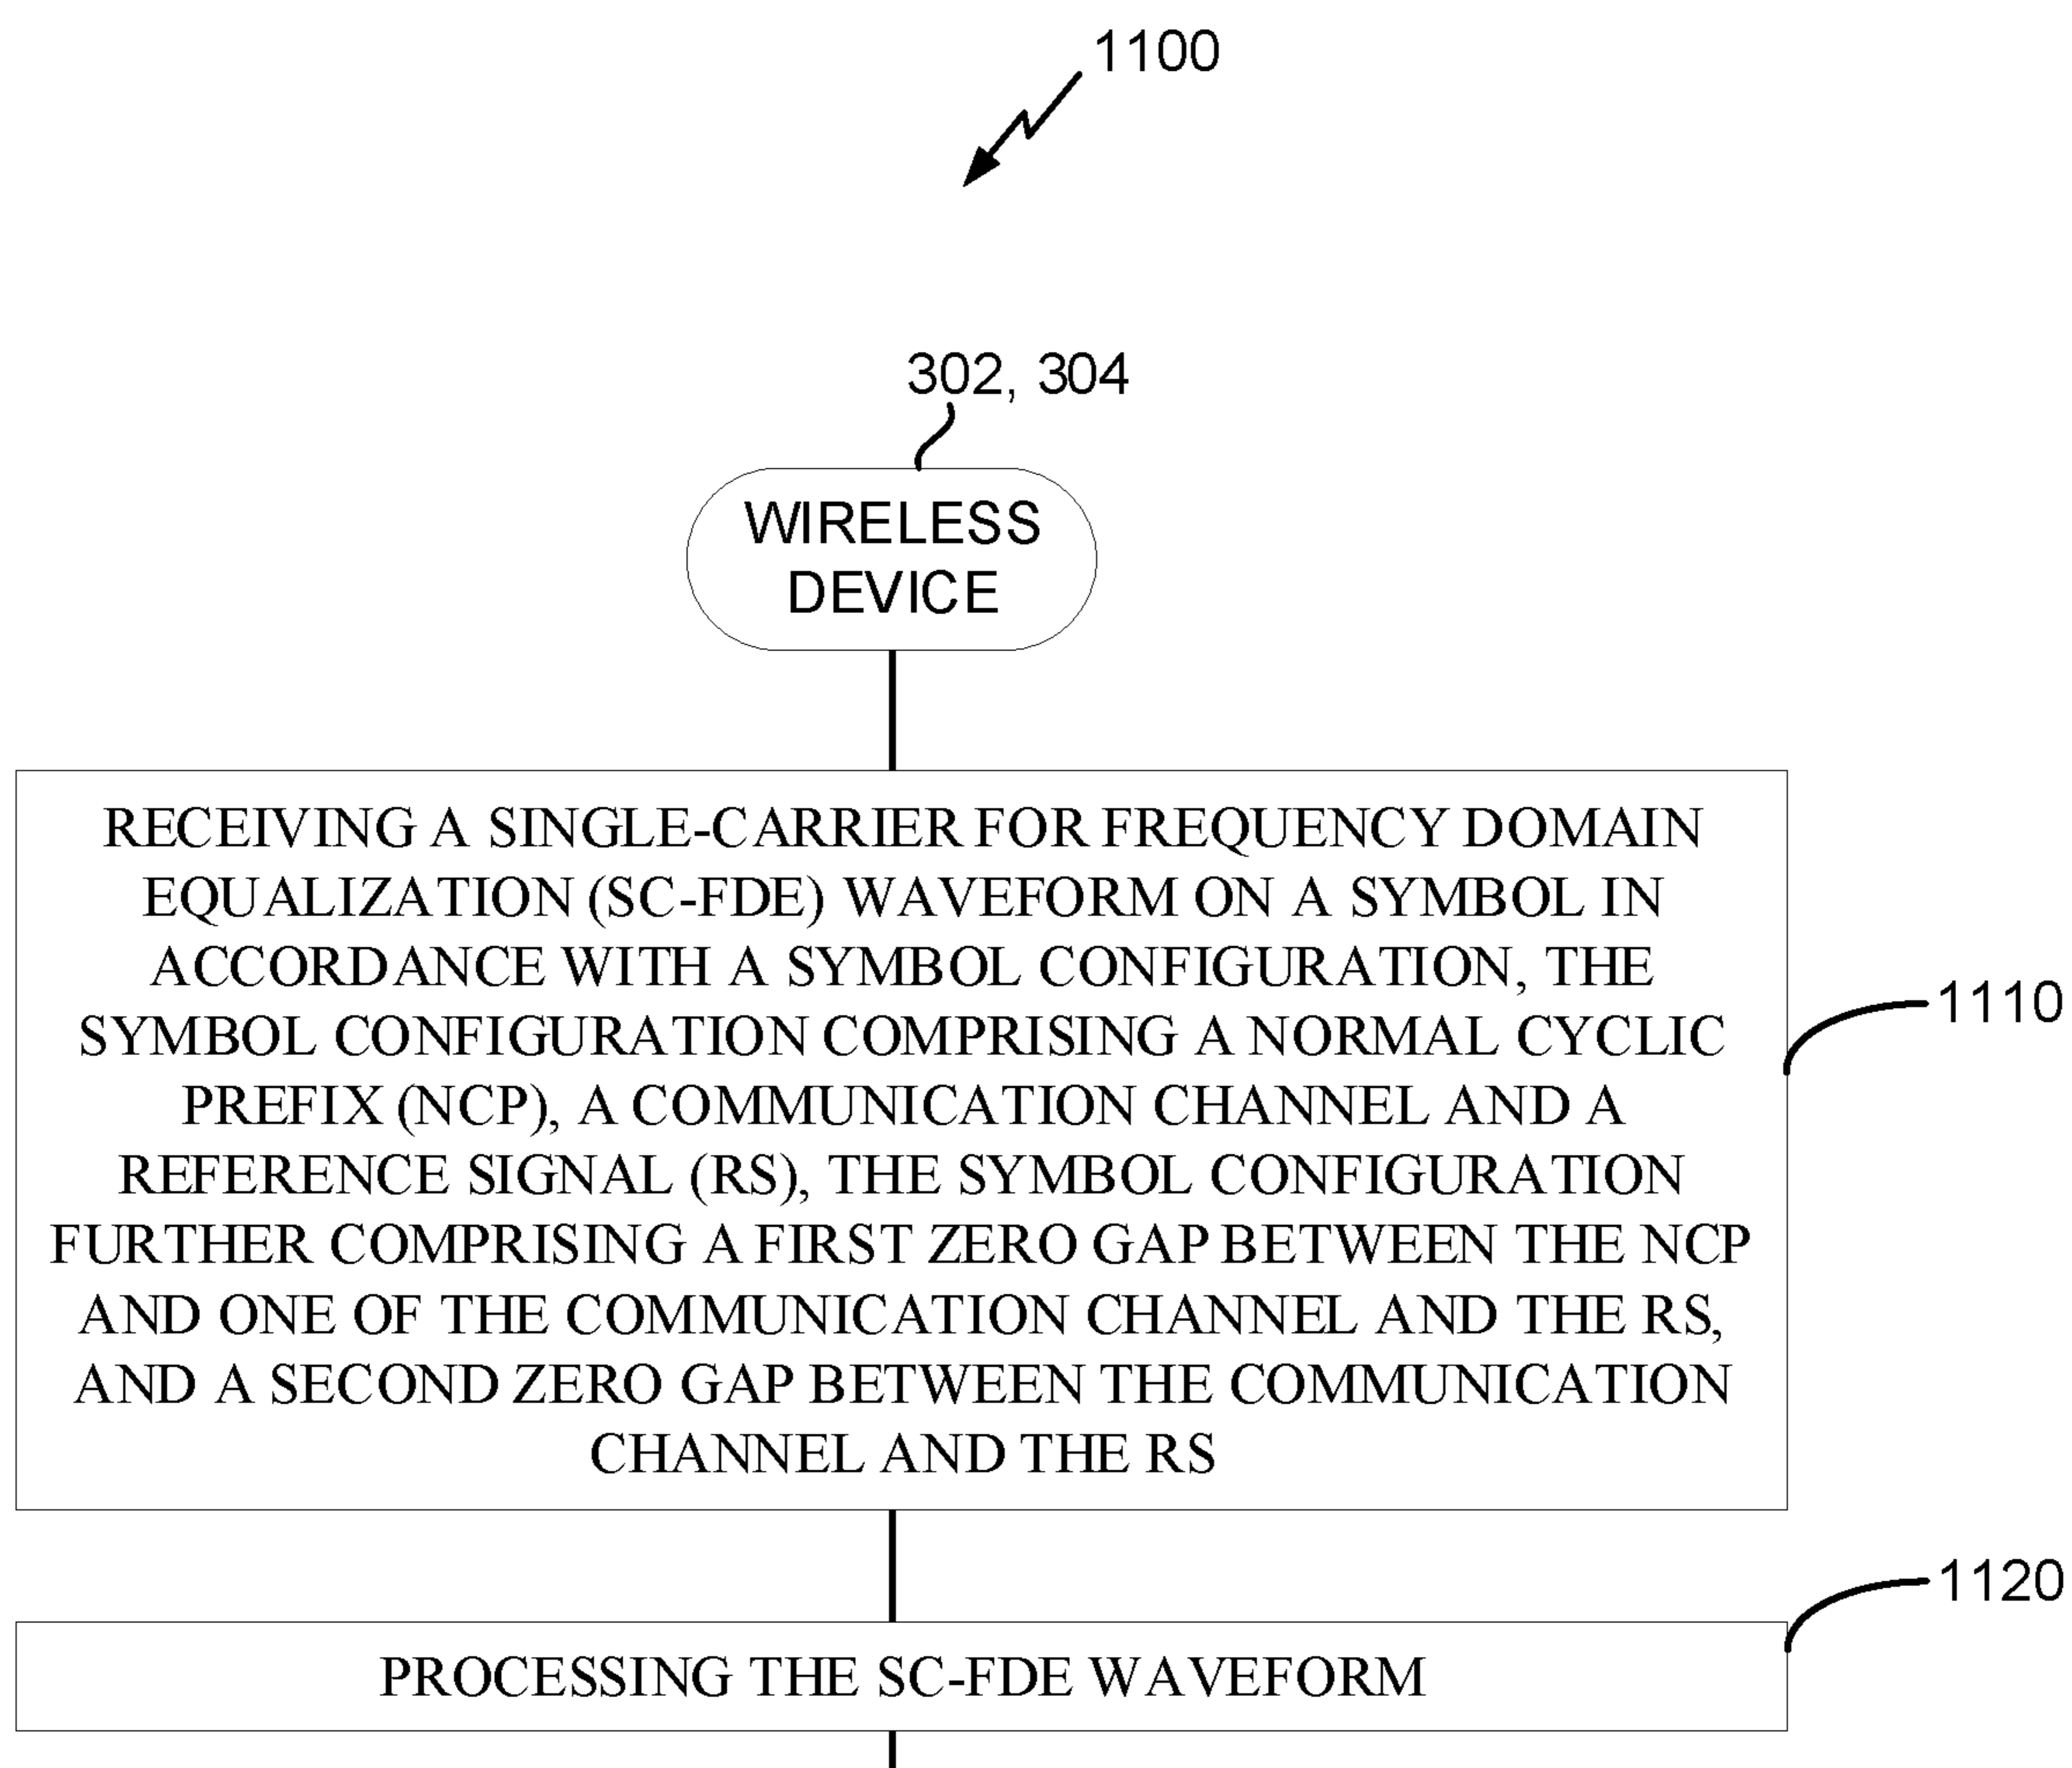 1100
302, 304
WIRELESS
DEVICE
RECEIVING A SINGLE-CARRIER FOR FREQUENCY DOMAIN
EQUALIZATION (SC-FDE) WAVEFORM ON A SYMBOL IN
ACCORDANCE WITH A SYMBOL CONFIGURATION, THE
SYMBOL CONFIGURATION COMPRISING A NORMAL CYCLIC
PREFIX (NCP), A COMMUNICATION CHANNEL AND A
REFERENCE SIGNAL (RS), THE SYMBOL CONFIGURATION
FURTHER COMPRISING A FIRST ZERO GAP BETWEEN THE NCP
AND ONE OF THE COMMUNICATION CHANNEL AND THE RS,
AND A SECOND ZERO GAP BETWEEN THE COMMUNICATION
CHANNEL AND THE RS
1110
1120
PROCESSING THE SC-FDE WAVEFORM